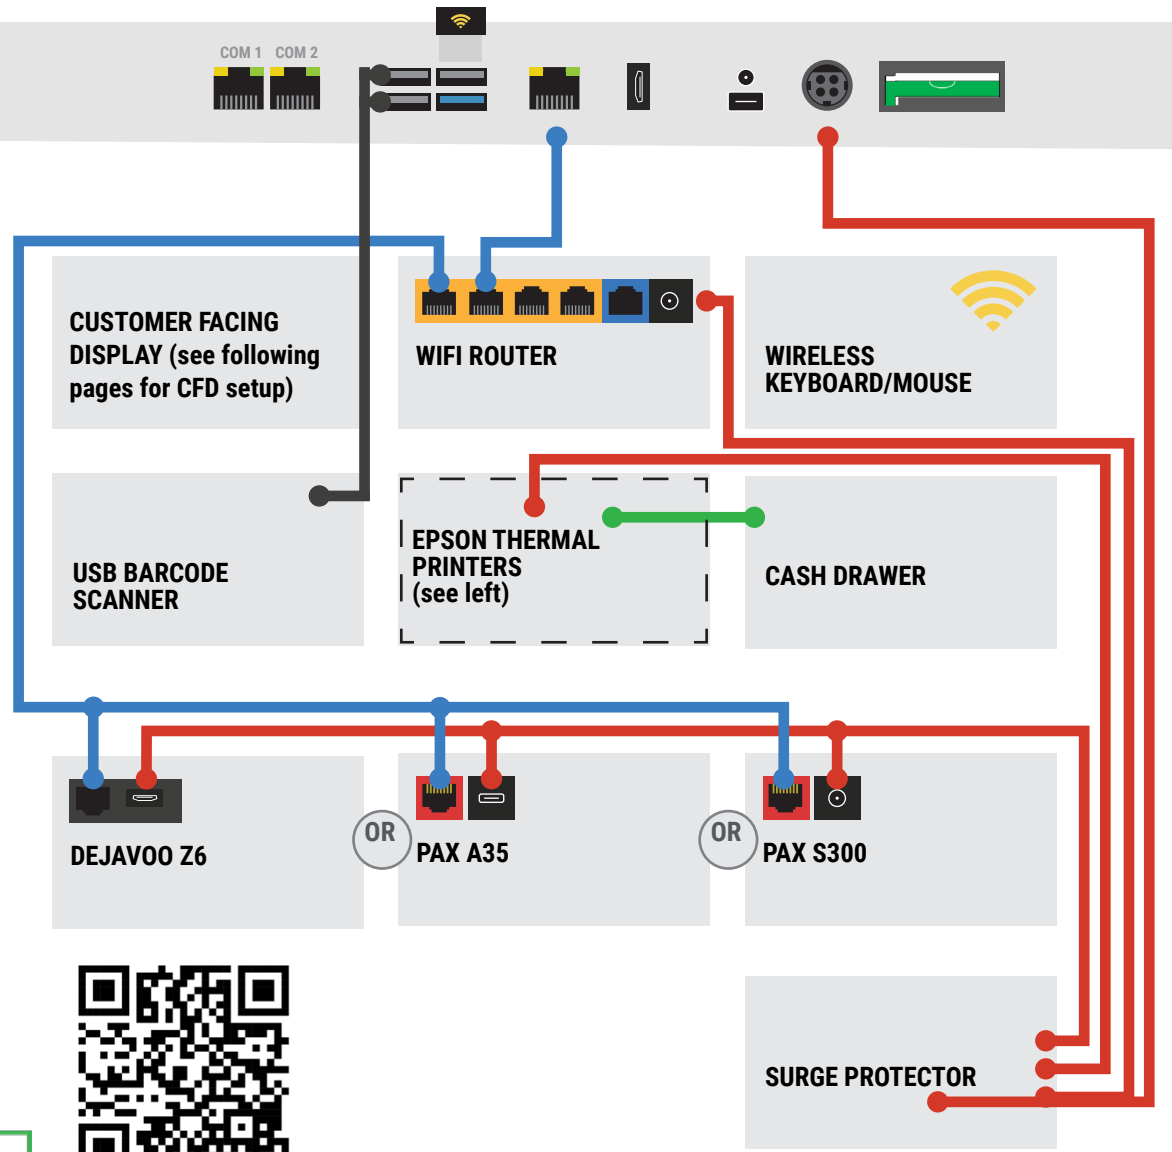 COM 1 COM 2
CUSTOMER FACING
DISPLAY (see following
pages for CFD setup)
WIFI ROUTER
WIRELESS
KEYBOARD/MOUSE
USB BARCODE
SCANNER
EPSON THERMAL
PRINTERS
(see left)
CASH DRAWER
DEJAVOO Z6
OR
PAX A35
OR
PAX S300
SURGE PROTECTOR